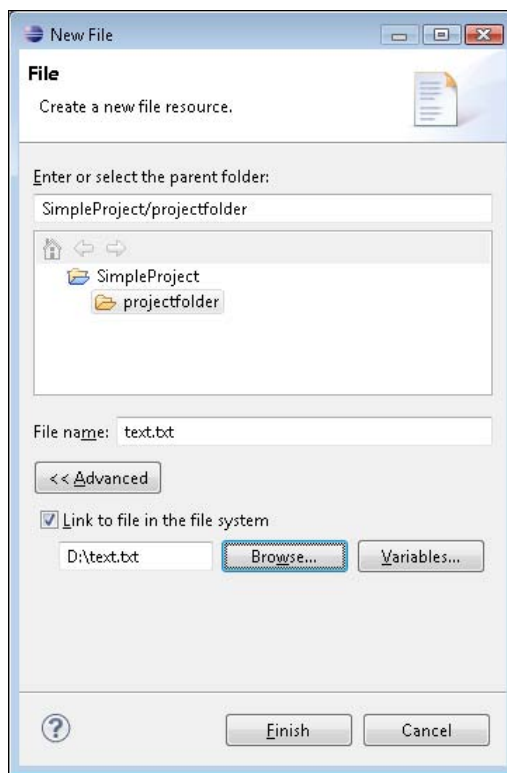 New File
File
Create a new file resource.
Enter or select the parent folder:
SimpleProject/projectfolder
SimpleProject
projectfolder
File name: text.txt
<< Advanced
Link to file in the file system
D:\text.txt Browse... Variables...
? Finish Cancel